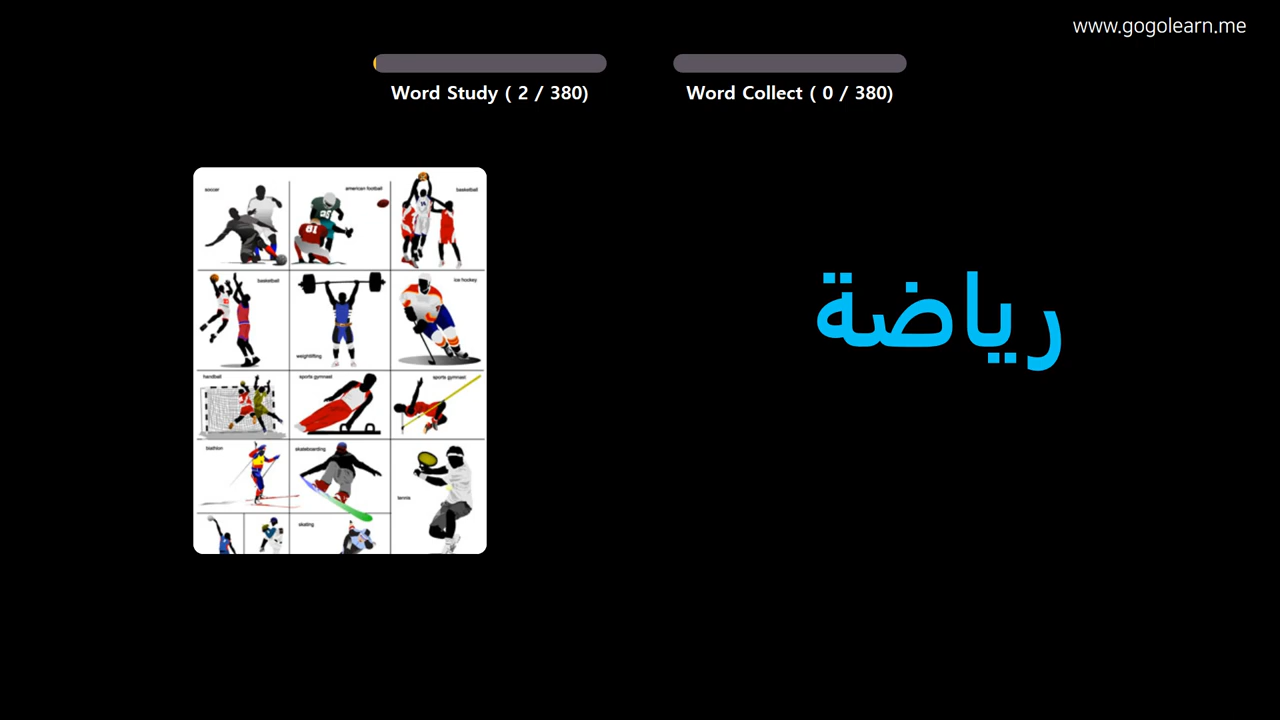 www.gogolearn.me
Word Study ( 2 / 380)
Word Collect ( 0 / 380)
soccer
american football
basketball
basketball
weightlifting
ice hockey
handball
sports gymnast
sports gymnast
biathlon
skateboarding
tennis
skating
رياضة